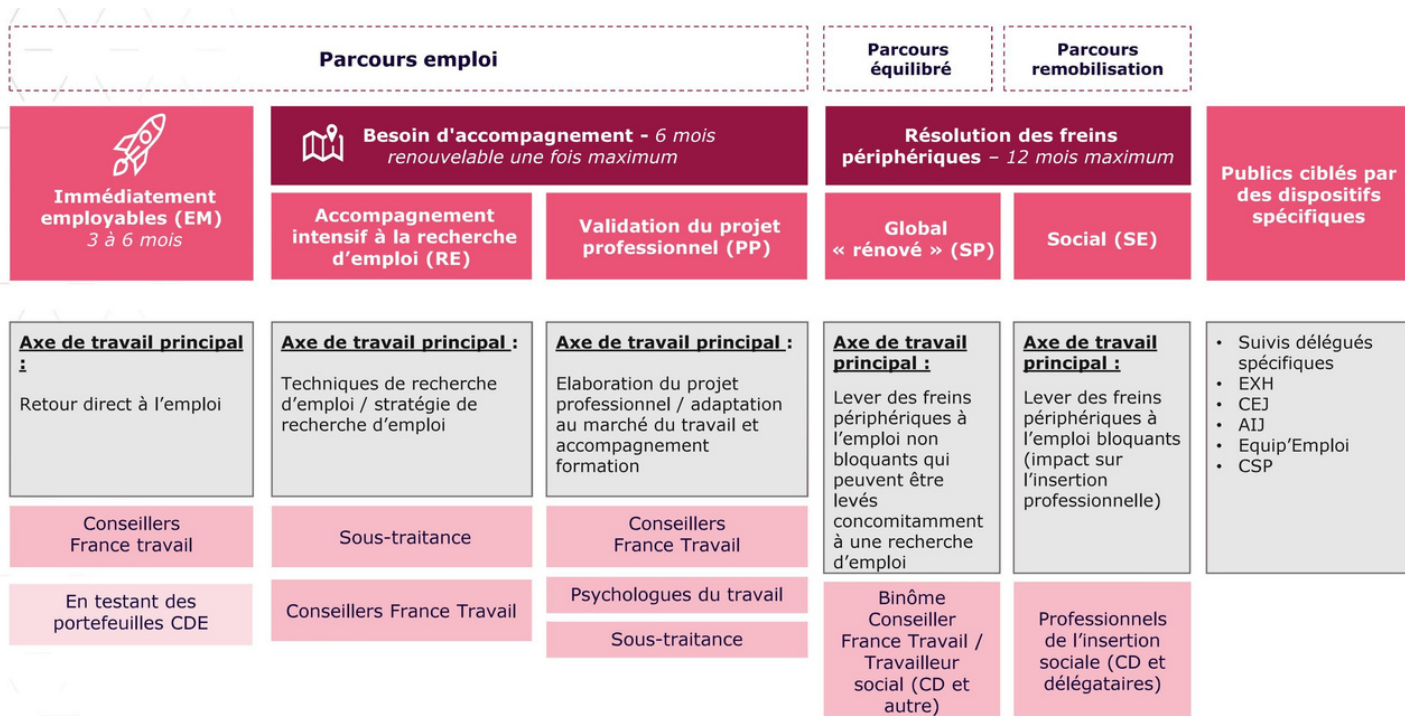 Parcours emploi
Parcours
équilibré
Parcours
remobilisation
Immédiatement
employables (EM)
3 à 6 mois
Besoin d'accompagnement - 6 mois
renouvelable une fois maximum
Accompagnement
intensif à la recherche
d'emploi (RE)
Validation du projet
professionnel (PP)
Résolution des freins
périphériques – 12 mois maximum
Global
« rénové » (SP)
Social (SE)
Publics ciblés par
des dispositifs
spécifiques
Axe de travail principal
:
Retour direct à l'emploi
Conseillers
France travail
En testant des
portefeuilles CDE
Axe de travail principal :
Techniques de recherche
d'emploi / stratégie de
recherche d'emploi
Sous-traitance
Conseillers France Travail
Axe de travail principal :
Elaboration du projet
professionnel / adaptation
au marché du travail et
accompagnement
formation
Conseillers
France Travail
Psychologues du travail
Sous-traitance
Axe de travail
principal :
Lever des freins
périphériques à
l'emploi non
bloquants qui
peuvent être
levés
concomitamment
à une recherche
d'emploi
Binôme
Conseiller
France Travail /
Travailleur
social (CD et
autre)
Axe de travail
principal :
Lever des freins
périphériques à
l'emploi bloquants
(impact sur
l'insertion
professionnelle)
Professionnels
de l'insertion
sociale (CD et
délégataires)
• Suivis délégués
spécifiques
• EXH
• CEJ
• AIJ
• Equip'Emploi
• CSP